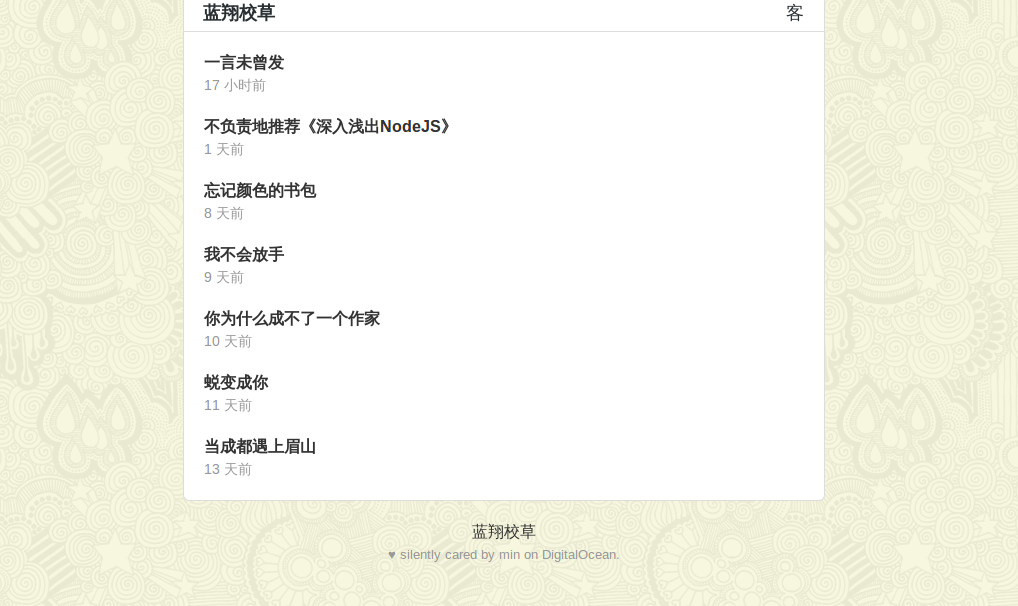 蓝翔校草
客
一言未曾发
17 小时前
不负责地推荐《深入浅出NodeJS》
1 天前
忘记颜色的书包
8 天前
我不会放手
9 天前
你为什么成不了一个作家
10 天前
蜕变成你
11 天前
当成都遇上眉山
13 天前
蓝翔校草
♥ silently cared by min on DigitalOcean.